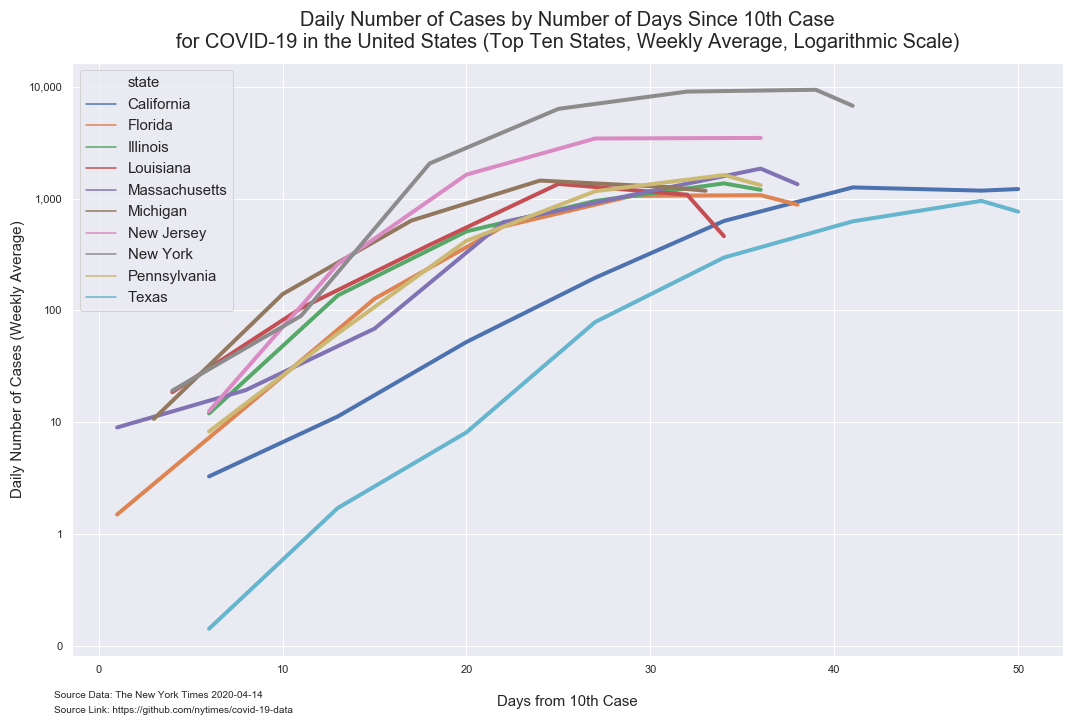 Daily Number of Cases by Number of Days Since 10th Case
for COVID-19 in the United States (Top Ten States, Weekly Average, Logarithmic Scale)
Daily Number of Cases (Weekly Average)
10,000
1,000
100
10
1
0
state
California
Florida
Illinois
Louisiana
Massachusetts
Michigan
New Jersey
New York
Pennsylvania
Texas
0 10 20 30 40 50
Days from 10th Case
Source Data: The New York Times 2020-04-14
Source Link: https://github.com/nytimes/covid-19-data